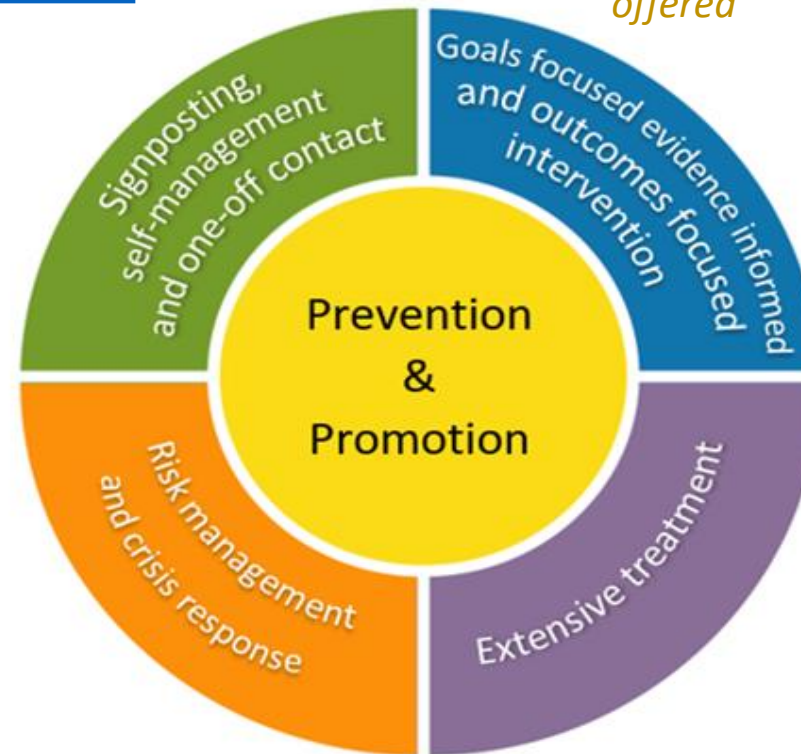 offered
Signposting,
self-management
and one-off contact
Goals focused evidence informed
and outcomes focused
intervention
Prevention
&
Promotion
Risk management
and crisis response
Extensive treatment